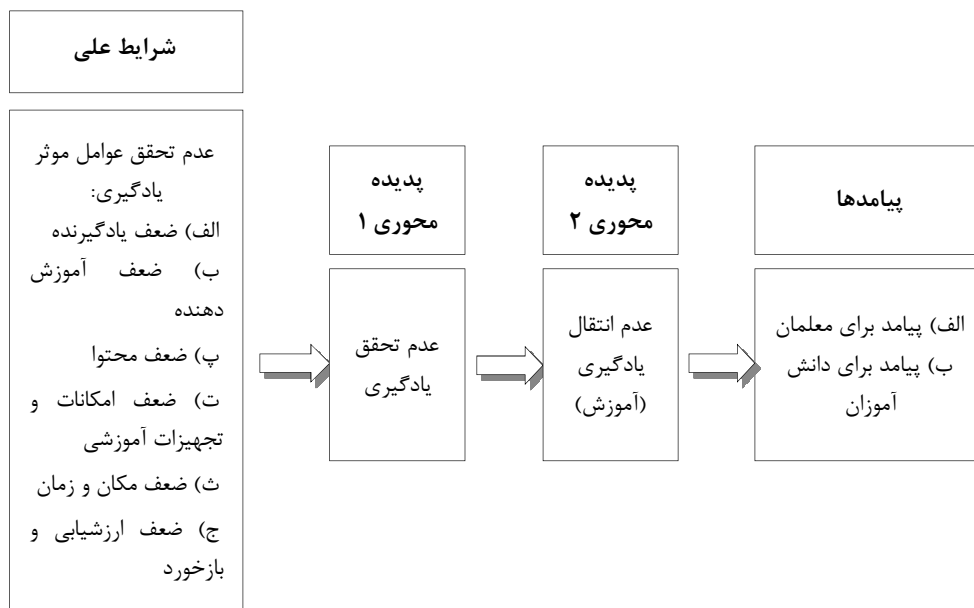 شرایط علی
عدم تحقق عوامل موثر
یادگیری:
الف) ضعف یادگیرنده
ب) ضعف آموزش
دهنده
پ) ضعف محتوا
ت) ضعف امکانات و
تجهیزات آموزشی
ث) ضعف مکان و زمان
ج) ضعف ارزشیابی و
بازخورد
پدیده
محوری ۱
عدم تحقق
یادگیری
پدیده
محوری ۲
عدم انتقال
یادگیری
(آموزش)
پیامدها
الف) پیامد برای معلمان
ب) پیامد برای دانش
آموزان